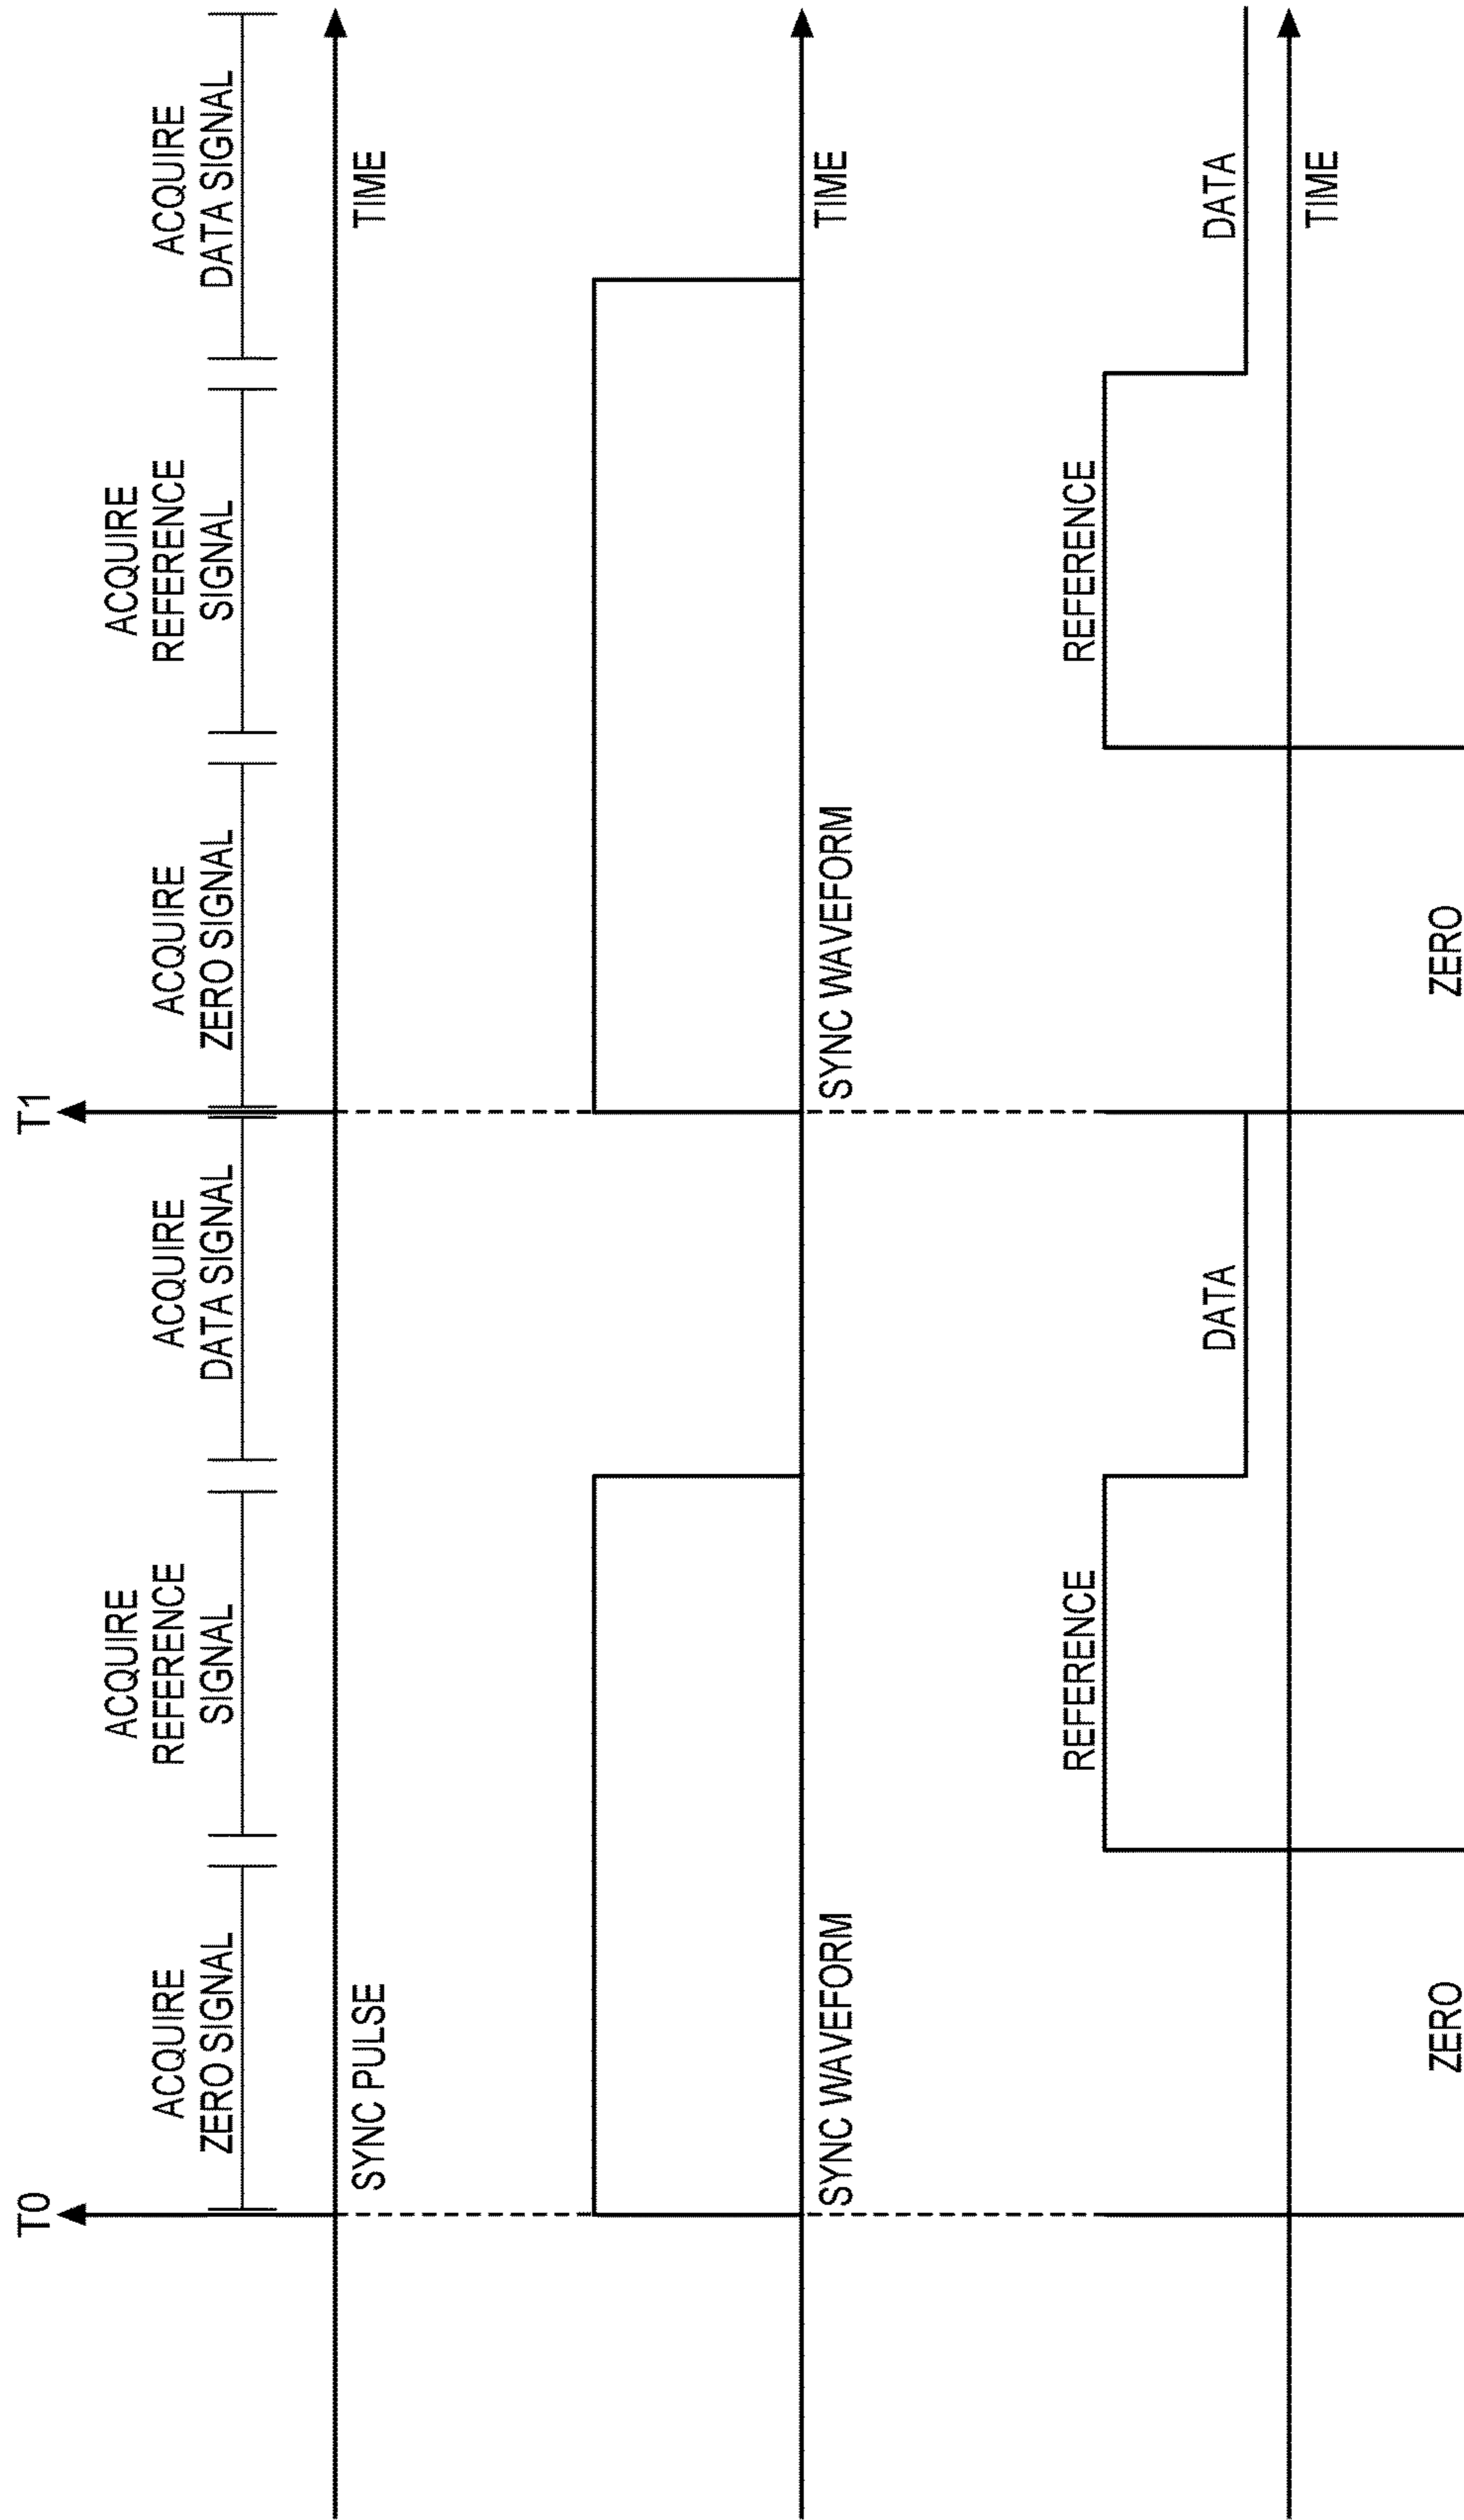 T0
T1
ACQUIRE
ZERO SIGNAL
ACQUIRE
REFERENCE
SIGNAL
ACQUIRE
DATA SIGNAL
ACQUIRE
ZERO SIGNAL
ACQUIRE
REFERENCE
SIGNAL
ACQUIRE
DATA SIGNAL
SYNC PULSE
TIME
SYNC WAVEFORM
SYNC WAVEFORM
TIME
REFERENCE
DATA
REFERENCE
DATA
TIME
ZERO
ZERO